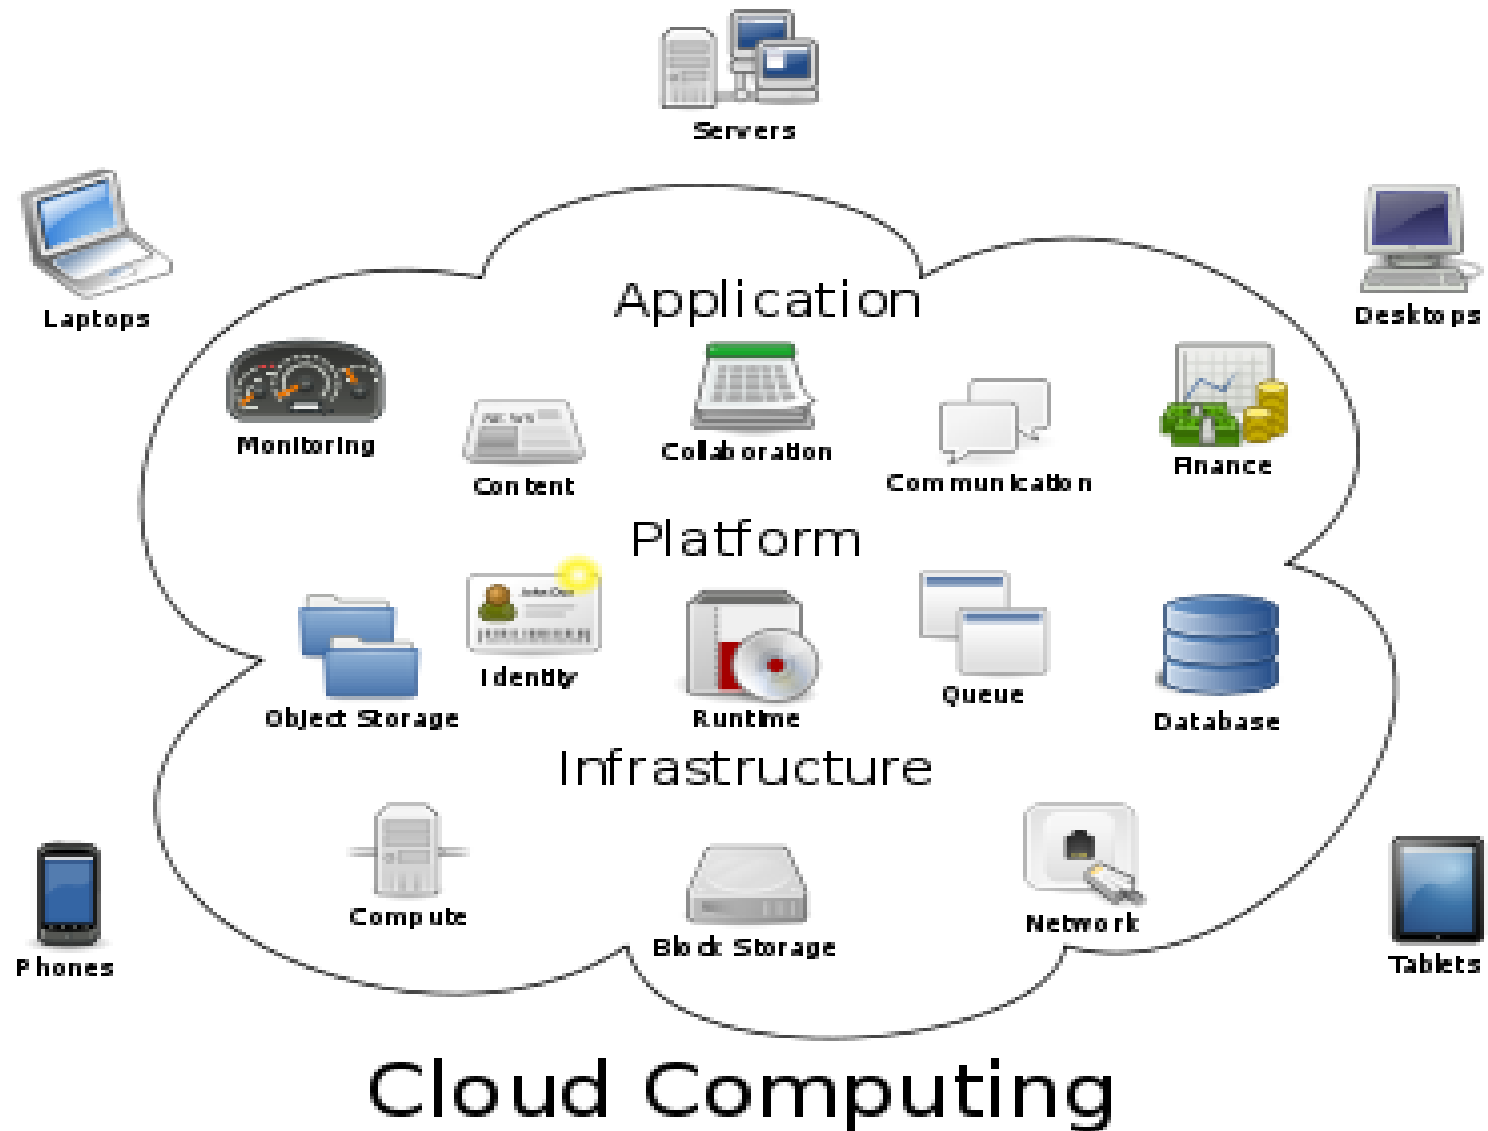 Servers
Laptops
Desktops
Application
Monitoring
Content
Collaboration
Communication
Finance
Platform
Object Storage
Identity
Runtime
Queue
Database
Infrastructure
Compute
Block Storage
Network
Phones
Tablets
Cloud Computing